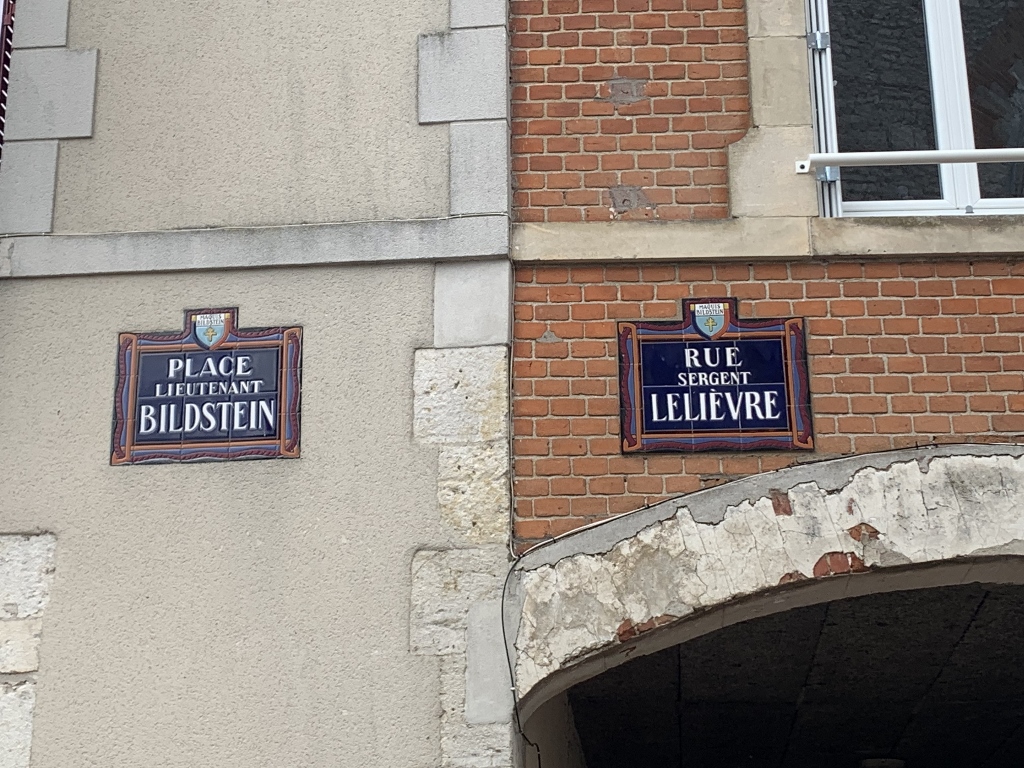 MAQUIS
BILDSTEIN
PLACE
LIEUTENANT
BILDSTEIN
MAQUIS
BILDSTEIN
RUE
SERGENT
LELIÈVRE